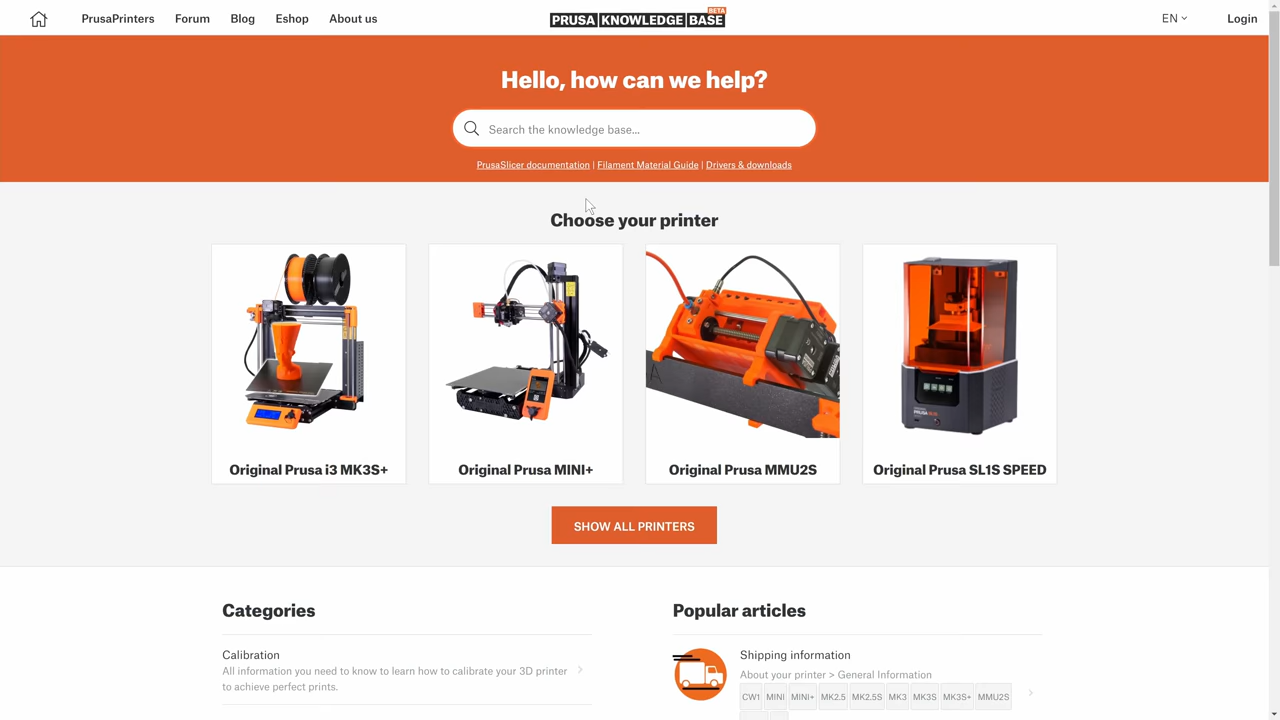 PrusaPrinters Forum Blog Eshop About us
PRUSA KNOWLEDGE BASE BETA
EN Login
Hello, how can we help?
Search the knowledge base...
PrusaSlicer documentation | Filament Material Guide | Drivers & downloads
Choose your printer
Original Prusa i3 MK3S+
Original Prusa MINI+
Original Prusa MMU2S
Original Prusa SL1S SPEED
SHOW ALL PRINTERS
Categories
Calibration
All information you need to know to learn how to calibrate your 3D printer
to achieve perfect prints.
Popular articles
Shipping information
About your printer > General Information
CW1 MINI MINI+ MK2.5 MK2.5S MK3 MK3S MK3S+ MMU2S